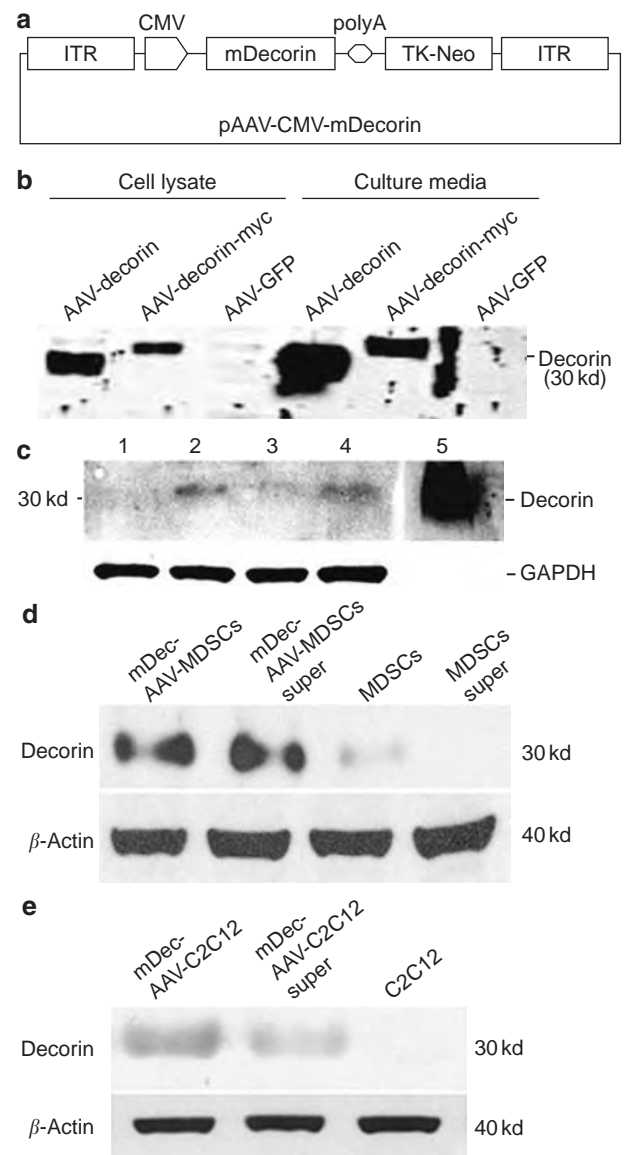 a
CMV
polyA
ITR
mDecorin
TK-Neo
ITR
pAAV-CMV-mDecorin
b
Cell lysate
Culture media
AAV-decorin
AAV-decorin-myc
AAV-GFP
AAV-decorin
AAV-decorin-myc
AAV-GFP
Decorin
(30 kd)
c
1 2 3 4 5
30 kd
Decorin
GAPDH
d
mDec-
AAV-MDSCs
mDec-
AAV-MDSCs
super
MDSCs
MDSCs
super
Decorin
30 kd
β-Actin
40 kd
e
mDec-
AAV-C2C12
mDec-
AAV-C2C12
super
C2C12
Decorin
30 kd
β-Actin
40 kd